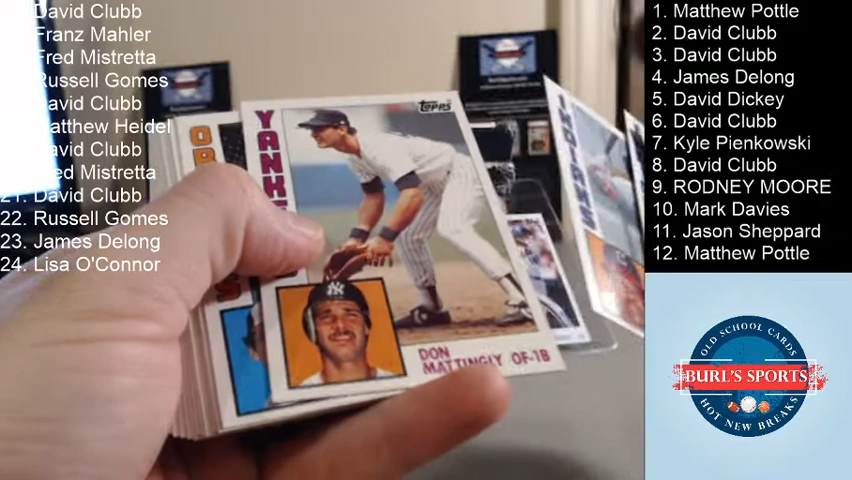 David Clubb
Franz Mahler
Fred Mistretta
Russell Gomes
David Clubb
Matthew Heidel
David Clubb
Fred Mistretta
21. David Clubb
22. Russell Gomes
23. James Delong
24. Lisa O'Connor
Topps
YANK
DON
MATTINGLY OF-1B
INDIANS
1. Matthew Pottle
2. David Clubb
3. David Clubb
4. James Delong
5. David Dickey
6. David Clubb
7. Kyle Pienkowski
8. David Clubb
9. RODNEY MOORE
10. Mark Davies
11. Jason Sheppard
12. Matthew Pottle
OLD SCHOOL CARDS
BURL'S SPORTS
HOT NEW BREAKS